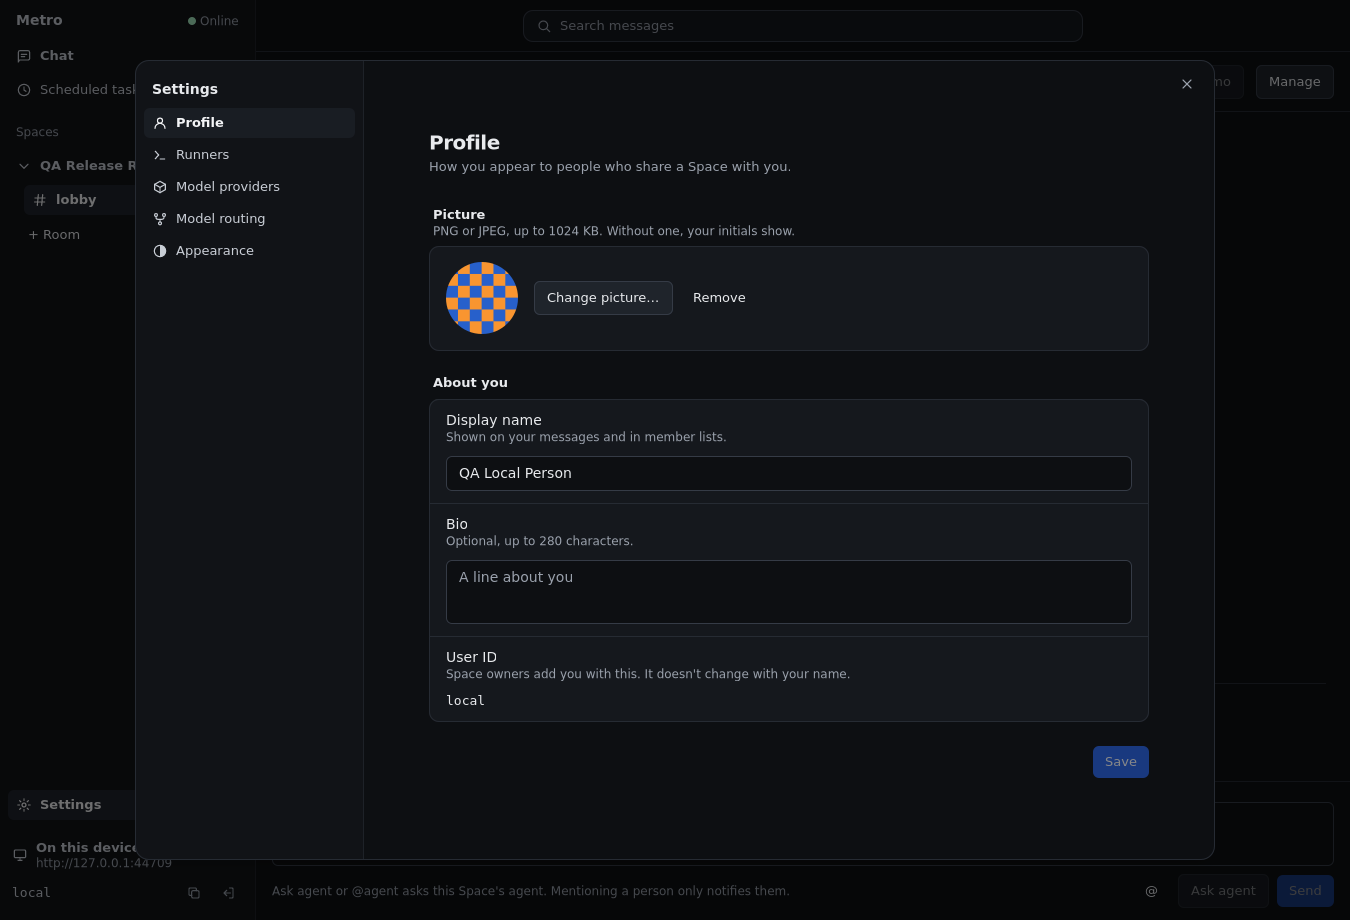 Metro
Online
Search messages
Chat
Scheduled task
Spaces
QA Release R
lobby
+ Room
Manage
Settings
Profile
Runners
Model providers
Model routing
Appearance
Profile
How you appear to people who share a Space with you.
Picture
PNG or JPEG, up to 1024 KB. Without one, your initials show.
Change picture...
Remove
About you
Display name
Shown on your messages and in member lists.
QA Local Person
Bio
Optional, up to 280 characters.
A line about you
User ID
Space owners add you with this. It doesn't change with your name.
local
Save
Settings
On this device
http://127.0.0.1:44709
local
Ask agent or @agent asks this Space's agent. Mentioning a person only notifies them.
@
Ask agent
Send